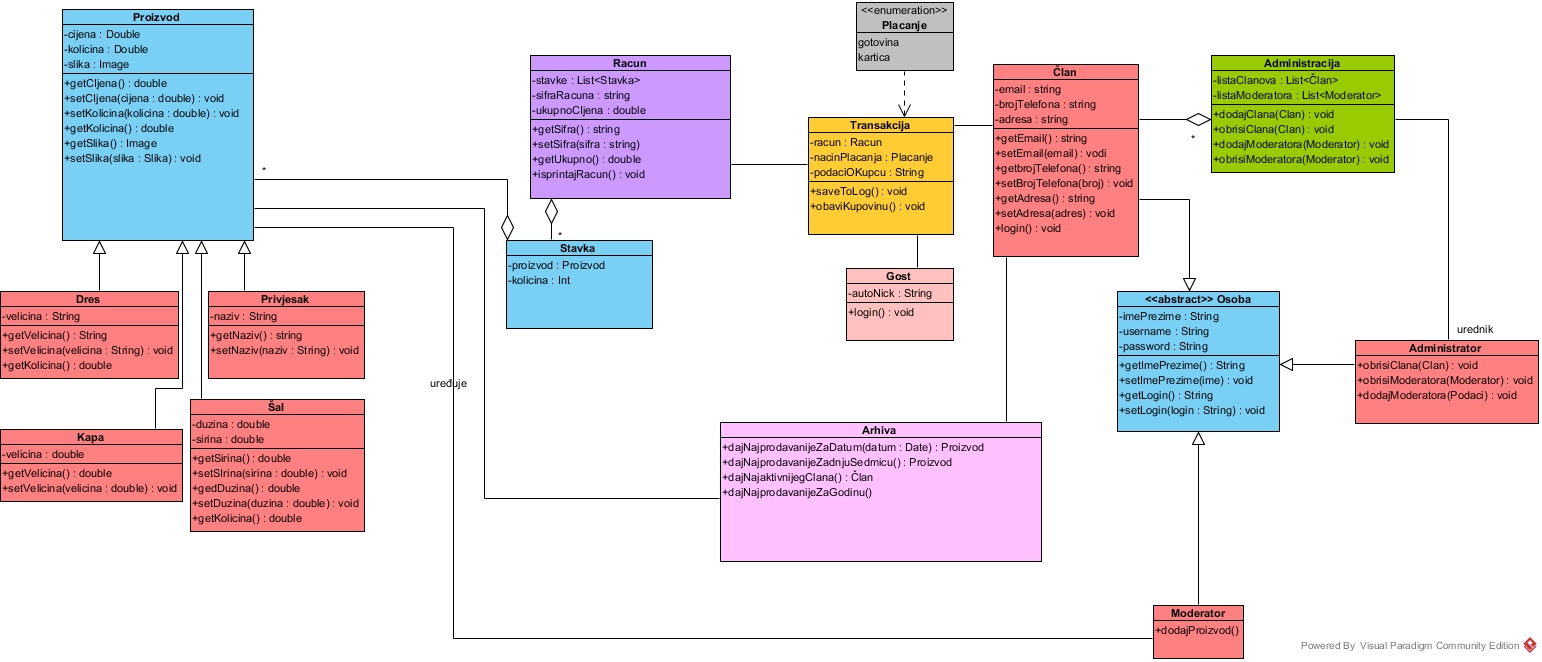 Proizvod
-cijena : Double
-kolicina : Double
-slika : Image
+getCIjena() : double
+setCIjena(cijena : double) : void
+setKolicina(kolicina : double) : void
+getKolicina() : double
+getSlika() : Image
+setSlika(slika : Slika) : void
*
Racun
-stavke : List<Stavka>
-sifraRacuna : string
-ukupnoCIjena : double
+getSifra() : string
+setSifra(sifra : string)
+getUkupno() : double
+isprintajRacun() : void
<<enumeration>>
Placanje
gotovina
kartica
Transakcija
-racun : Racun
-nacinPlacanja : Placanje
-podaciOKupcu : String
+saveToLog() : void
+obaviKupovinu() : void
Član
-email : string
-brojTelefona : string
-adresa : string
+getEmail() : string
+setEmail(email) : vodi
+getbrojTelefona() : string
+setBrojTelefona(broj) : void
+getAdresa() : string
+setAdresa(adres) : void
+login() : void
*
Administracija
-listaClanova : List<Član>
-listaModeratora : List<Moderator>
+dodajClana(Clan) : void
+obrisiClana(Clan) : void
+dodajModeratora(Moderator) : void
+obrisiModeratora(Moderator) : void
*
Stavka
-proizvod : Proizvod
-kolicina : Int
Gost
-autoNick : String
+login() : void
Dres
-velicina : String
+getVelicina() : String
+setVelicina(velicina : String) : void
+getKolicina() : double
Privjesak
-naziv : String
+getNaziv() : string
+setNaziv(naziv : String) : void
<<abstract>> Osoba
-imePrezime : String
-username : String
-password : String
+getImePrezime() : String
+setImePrezime(ime) : void
+getLogin() : String
+setLogin(login : String) : void
urednik
Administrator
+obrisiClana(Clan) : void
+obrisiModeratora(Moderator) : void
+dodajModeratora(Podaci) : void
uređuje
Kapa
-velicina : double
+getVelicina() : double
+setVelicina(velicina : double) : void
Šal
-duzina : double
-sirina : double
+getSirina() : double
+setSIrina(sirina : double) : void
+gedDuzina() : double
+setDuzina(duzina : double) : void
+getKolicina() : double
Arhiva
+dajNajprodavanijeZaDatum(datum : Date) : Proizvod
+dajNajprodavanijeZadnjuSedmicu() : Proizvod
+dajNajaktivnijegClana() : Član
+dajNajprodavanijeZaGodinu()
Moderator
+dodajProizvod()
Powered By Visual Paradigm Community Edition